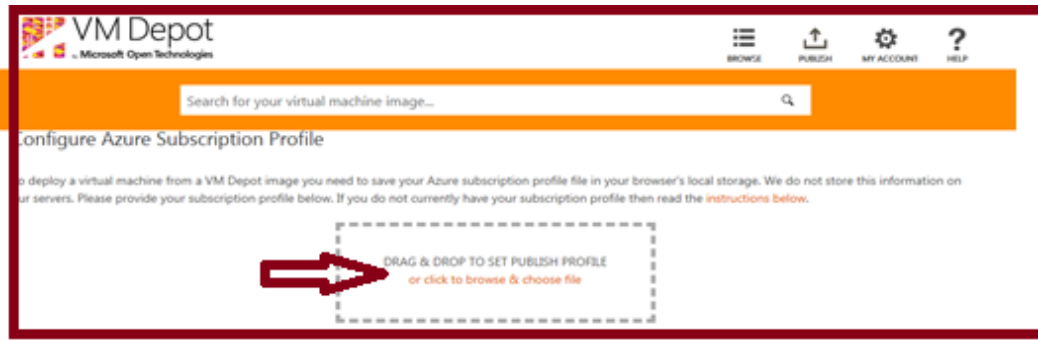 VM Depot
by Microsoft Open Technologies
BROWSE PUBLISH MY ACCOUNT HELP
Search for your virtual machine image...
Configure Azure Subscription Profile
o deploy a virtual machine from a VM Depot image you need to save your Azure subscription profile file in your browser's local storage. We do not store this information on
ur servers. Please provide your subscription profile below. If you do not currently have your subscription profile then read the instructions below.
DRAG & DROP TO SET PUBLISH PROFILE
or click to browse & choose file